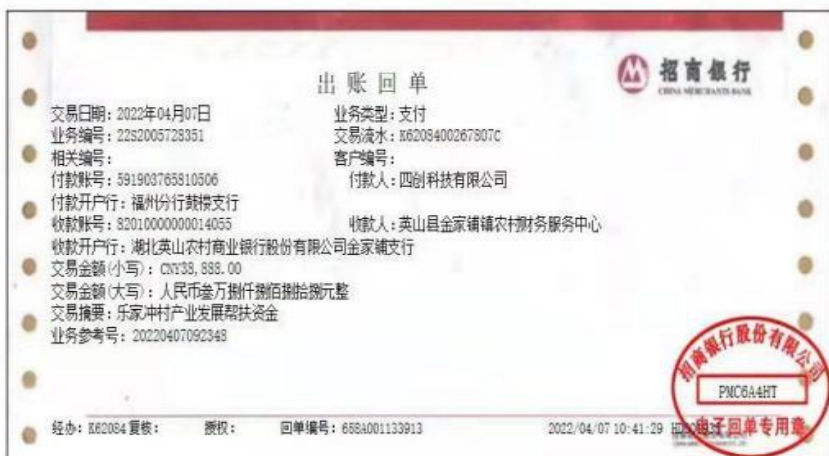 招商银行
CHINA MERCHANTS BANK
出账回单
交易日期：2022年04月07日 业务类型：支付
业务编号：22S2005728351 交易流水：K6208400267807C
相关编号： 客户编号：
付款账号：591903765810506 付款人：四创科技有限公司
付款开户行：福州分行鼓楼支行
收款账号：82010000000014055 收款人：英山县金家铺镇农村财务服务中心
收款开户行：湖北英山农村商业银行股份有限公司金家铺支行
交易金额(小写)：CNY38,888.00
交易金额(大写)：人民币叁万捌仟捌佰捌拾捌元整
交易摘要：乐家冲村产业发展帮扶资金
业务参考号：20220407092348
招商银行股份有限公司
PMC6A4HT
电子回单专用章
经办：K62084 复核： 授权： 回单编号：658A001133913 2022/04/07 10:41:29